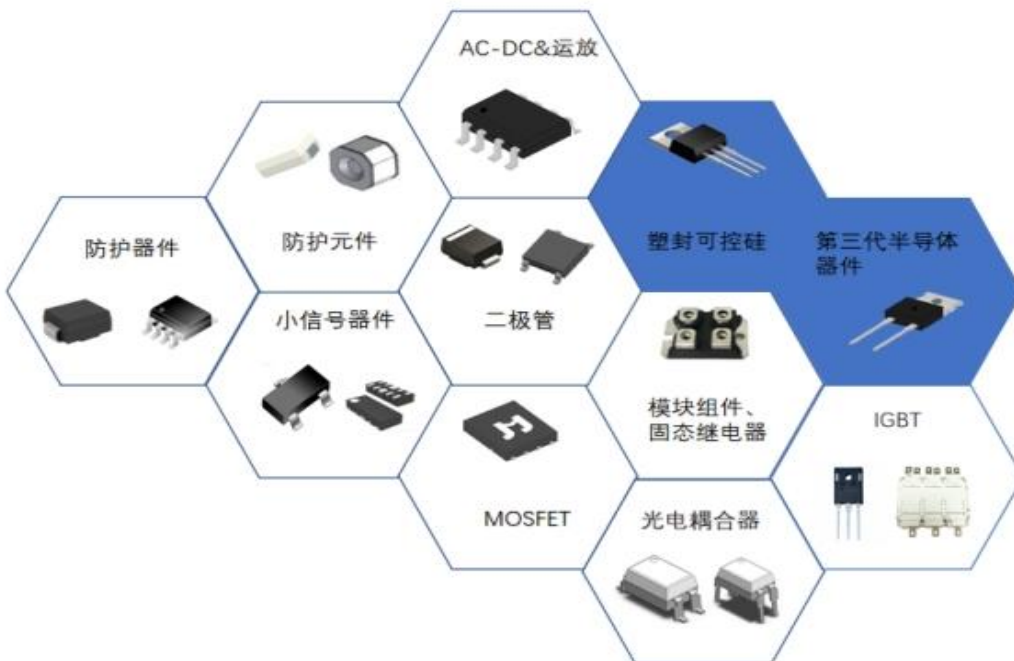 AC-DC&运放
防护元件
塑封可控硅
防护器件
第三代半导体
器件
小信号器件
二极管
模块组件、
固态继电器
IGBT
MOSFET
光电耦合器